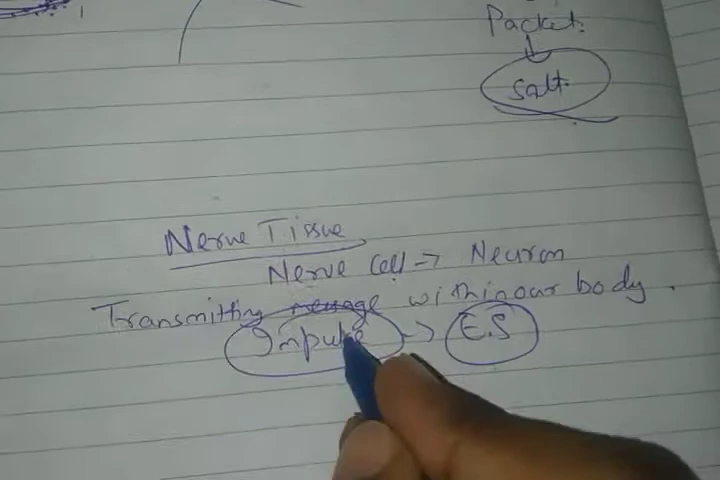 Packet.
Salt.
Nerve Tissue
Nerve Cell → Neuron
Transmitting message within our body.
Impulse → E.S